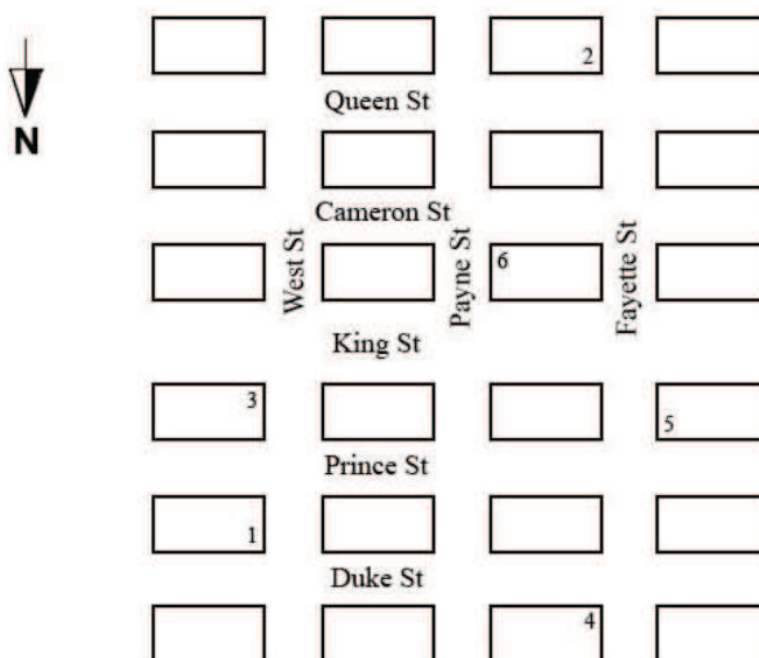 2
Queen St
N
Cameron St
West St
Payne St
6
Fayette St
King St
3
5
Prince St
1
Duke St
4